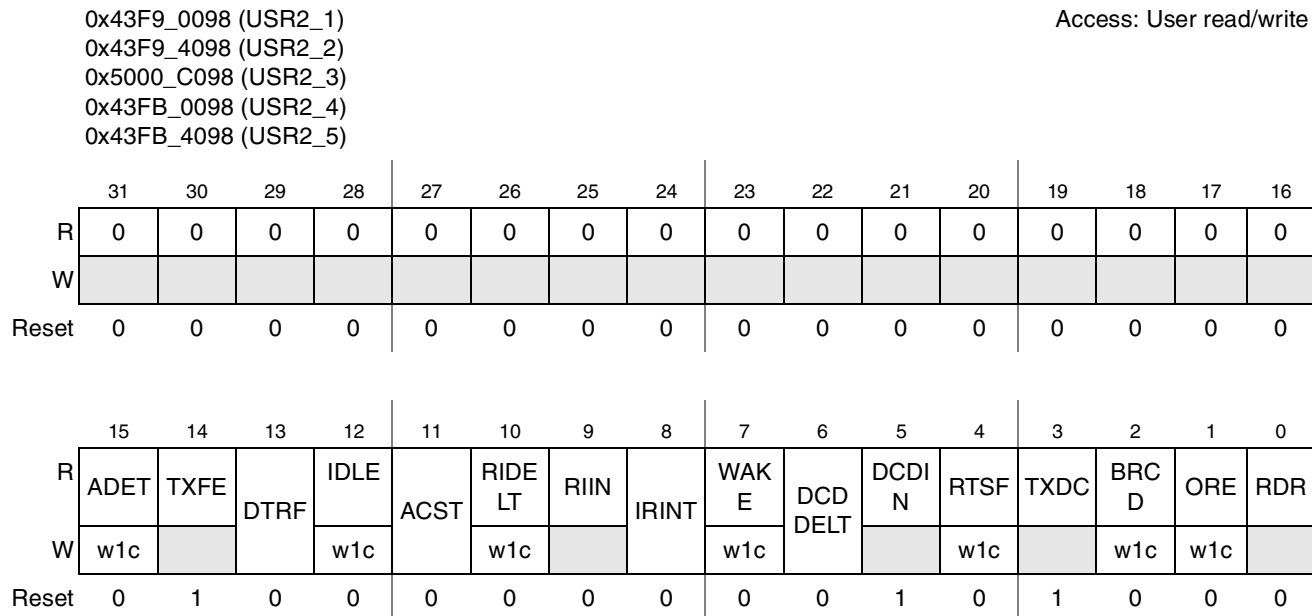 0x43F9_0098 (USR2_1) Access: User read/write
0x43F9_4098 (USR2_2)
0x5000_C098 (USR2_3)
0x43FB_0098 (USR2_4)
0x43FB_4098 (USR2_5)
31 30 29 28 27 26 25 24 23 22 21 20 19 18 17 16
R 0 0 0 0 0 0 0 0 0 0 0 0 0 0 0 0
W
Reset 0 0 0 0 0 0 0 0 0 0 0 0 0 0 0 0
15 14 13 12 11 10 9 8 7 6 5 4 3 2 1 0
R ADET TXFE DTRF IDLE ACST RIDE
LT RIIN IRINT WAK
E DCD
DELT DCDI
N RTSF TXDC BRC
D ORE RDR
W w1c w1c w1c w1c w1c w1c w1c
Reset 0 1 0 0 0 0 0 0 0 0 1 0 1 0 0 0